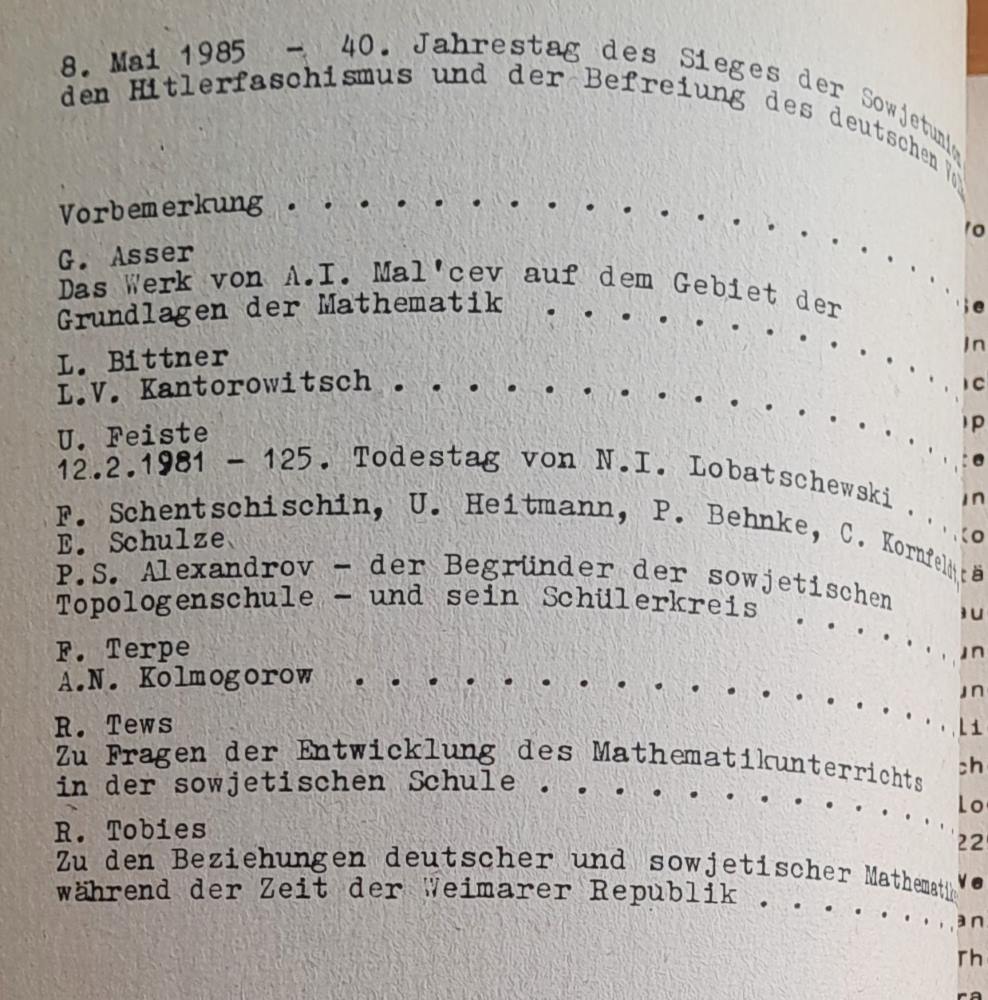 8. Mai 1985 - 40. Jahrestag des Sieges der Sowjetunion
den Hitlerfaschismus und der Befreiung des deutschen
Vorbemerkung . . . . . . . . . . . . . . . . . .
G. Asser
Das Werk von A.I. Mal'cev auf dem Gebiet der
Grundlagen der Mathematik . . . . . . . . . . . .
L. Bittner
L.V. Kantorowitsch . . . . . . . . . . . . . . . .
U. Feiste
12.2.1981 - 125. Todestag von N.I. Lobatschewski . . . .
F. Schentschischin, U. Heitmann, P. Behnke, C. Kornfeldt,
E. Schulze
P.S. Alexandrov - der Begründer der sowjetischen
Topologenschule - und sein Schülerkreis . . . . . . .
F. Terpe
A.N. Kolmogorow . . . . . . . . . . . . . . . . .
R. Tews
Zu Fragen der Entwicklung des Mathematikunterrichts
in der sowjetischen Schule . . . . . . . . . . . . .
R. Tobies
Zu den Beziehungen deutscher und sowjetischer
während der Zeit der Weimarer Republik . . . . . . . .